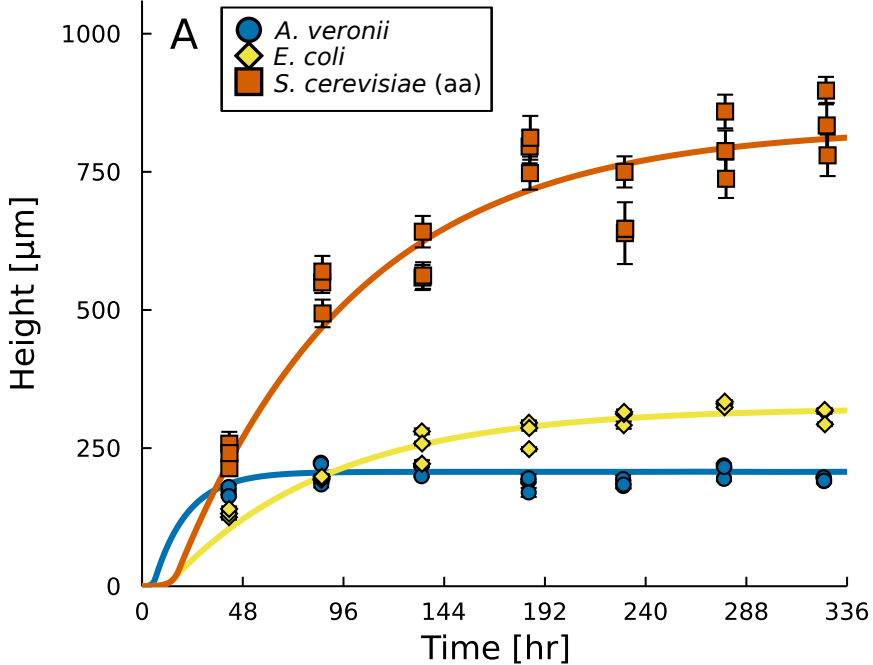 A
A. veronii
E. coli
S. cerevisiae (aa)
Height [μm]
1000
750
500
250
0
0 48 96 144 192 240 288 336
Time [hr]